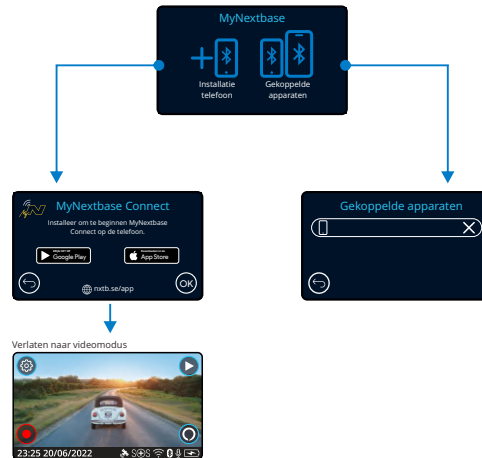 MyNextbase
Installatie
telefoon
Gekoppelde
apparaten
MyNextbase Connect
Installeer om te beginnen MyNextbase
Connect op de telefoon.
Google Play
App Store
OK
nxtb.se/app
Gekoppelde apparaten
Verlaten naar videomodus
23:25 20/06/2022
SOS